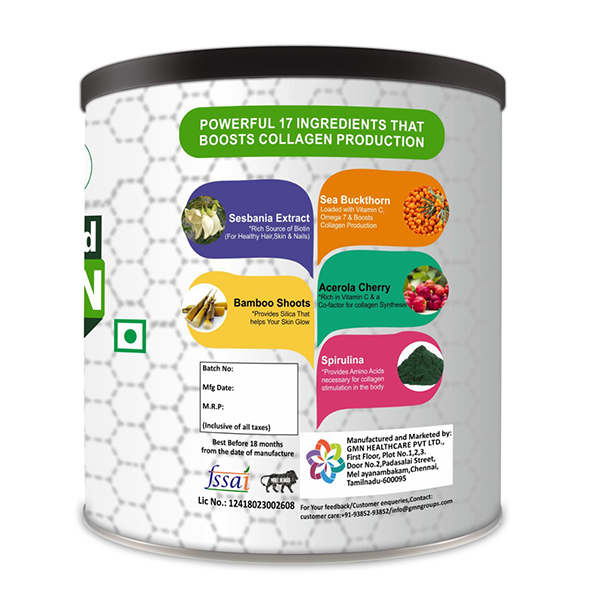 POWERFUL 17 INGREDIENTS THAT
BOOSTS COLLAGEN PRODUCTION
d
N
Sesbania Extract
*Rich Source of Biotin
(For Healthy Hair,Skin & Nails)
Sea Buckthorn
Loaded with Vitamin C,
Omega 7 & Boosts
Collagen Production
Bamboo Shoots
*Provides Silica That
helps Your Skin Glow
Acerola Cherry
*Rich in Vitamin C & a
Co-factor for collagen Synthesis
Spirulina
*Provides Amino Acids
necessary for collagen
stimulation in the body
Batch No:
Mfg Date:
M.R.P:
(Inclusive of all taxes)
Best Before 18 months
from the date of manufacture
fssai
Lic No.: 12418023002608
Manufactured and Marketed by:
GMN HEALTHCARE PVT LTD.,
First Floor, Plot No.1,2,3.
Door No.2,Padasalai Street,
Mel ayanambakam,Chennai,
Tamilnadu-600095
For Your feedback/Customer enqueries,Contact:
customer care:+91-93852-93852/info@gmngroups.com